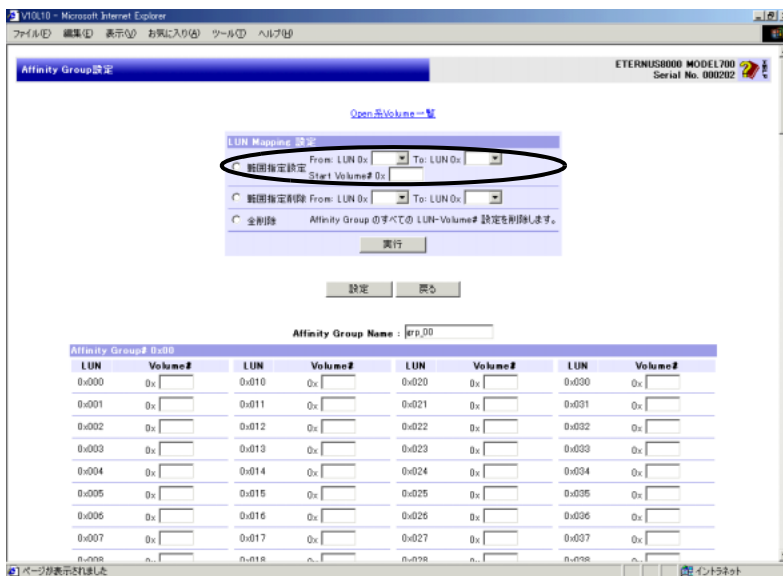 V10L10 - Microsoft Internet Explorer
ファイル(F) 編集(E) 表示(V) お気に入り(A) ツール(T) ヘルプ(H)
Affinity Group設定
ETERNUS8000 MODEL700
Serial No. 000202
Open系Volume一覧
LUN Mapping 設定
範囲指定設定 From: LUN 0x To: LUN 0x
Start Volume# 0x
範囲指定削除 From: LUN 0x To: LUN 0x
全削除 Affinity Group のすべての LUN-Volume# 設定を削除します。
実行
設定 戻る
Affinity Group Name : grp_00
Affinity Group# 0x00
LUN Volume# LUN Volume# LUN Volume# LUN Volume#
0x000 0x 0x010 0x 0x020 0x 0x030 0x
0x001 0x 0x011 0x 0x021 0x 0x031 0x
0x002 0x 0x012 0x 0x022 0x 0x032 0x
0x003 0x 0x013 0x 0x023 0x 0x033 0x
0x004 0x 0x014 0x 0x024 0x 0x034 0x
0x005 0x 0x015 0x 0x025 0x 0x035 0x
0x006 0x 0x016 0x 0x026 0x 0x036 0x
0x007 0x 0x017 0x 0x027 0x 0x037 0x
0x008 0x 0x018 0x 0x028 0x 0x038 0x
ページが表示されました イントラネット